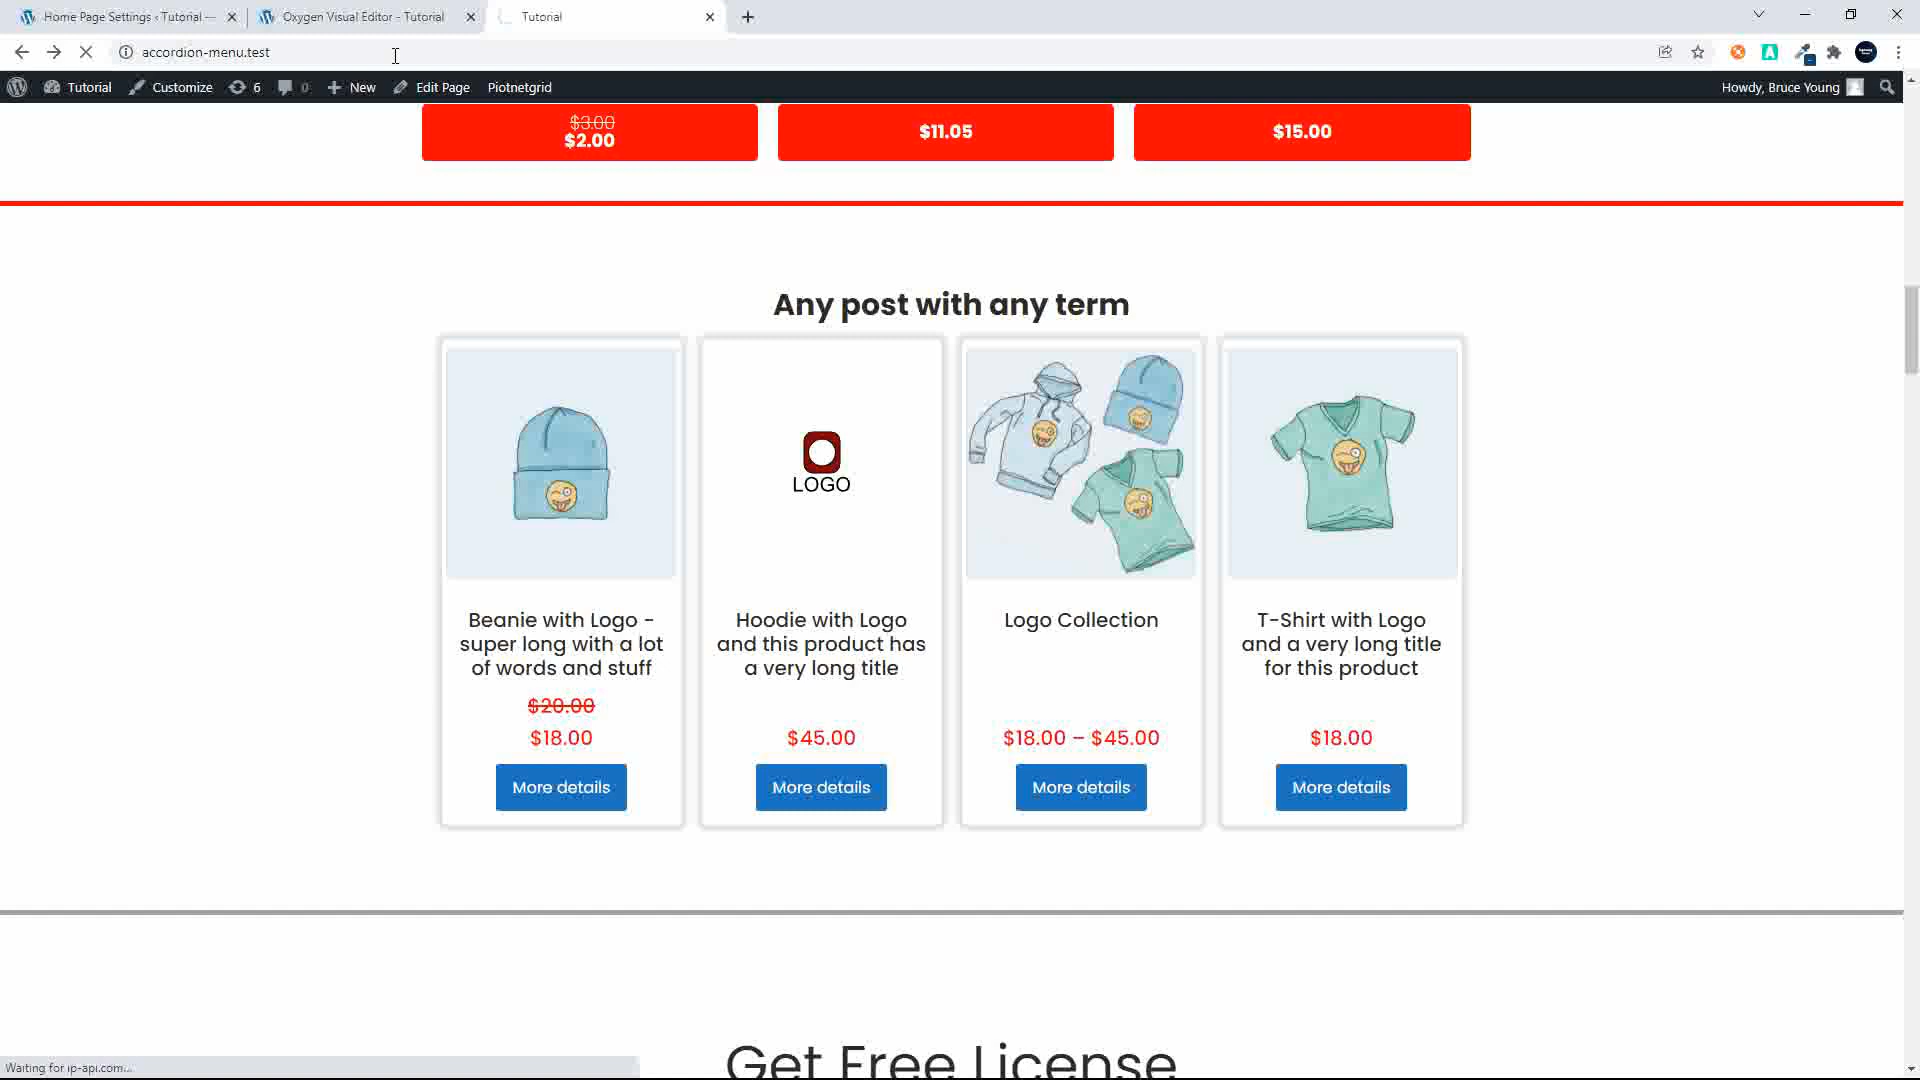 Home Page Settings ‹ Tutorial —
Oxygen Visual Editor - Tutorial
Tutorial
accordion-menu.test
Tutorial
Customize
6
0
New
Edit Page
Piotnetgrid
Howdy, Bruce Young
$3.00
$2.00
$11.05
$15.00
Any post with any term
LOGO
Beanie with Logo -
super long with a lot
of words and stuff
$20.00
$18.00
More details
Hoodie with Logo
and this product has
a very long title
$45.00
More details
Logo Collection
$18.00 – $45.00
More details
T-Shirt with Logo
and a very long title
for this product
$18.00
More details
Get Free License
Waiting for ip-api.com...